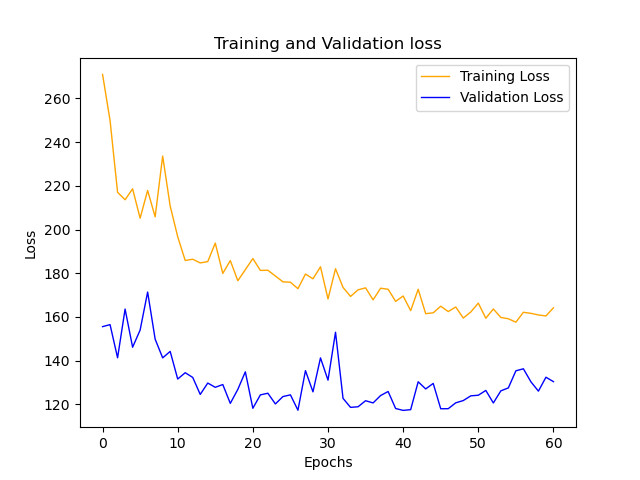 Training and Validation loss
Training Loss
Validation Loss
260
240
220
200
180
160
140
120
Loss
0 10 20 30 40 50 60
Epochs